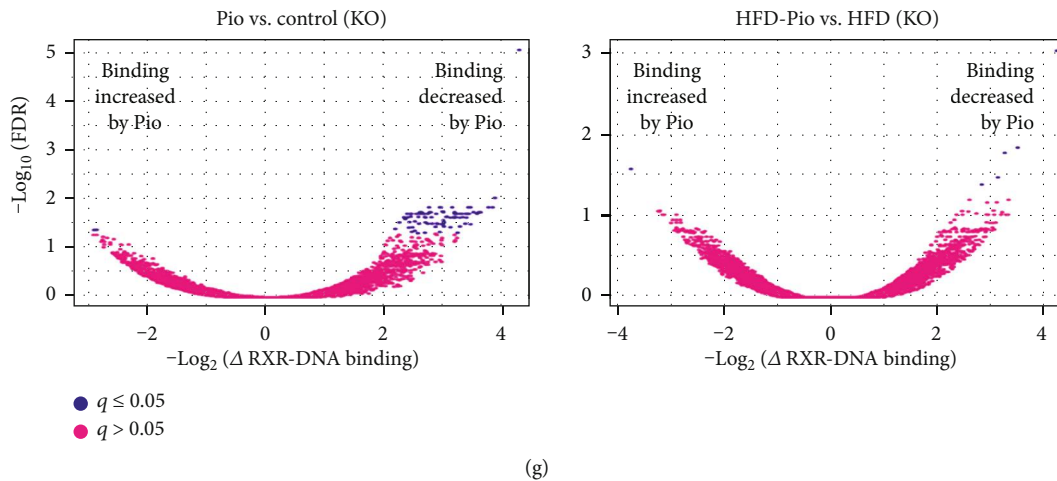 Pio vs. control (KO)
5
4
3
2
1
0
−Log10 (FDR)
Binding
increased
by Pio
Binding
decreased
by Pio
−2
0
2
4
−Log2 (Δ RXR-DNA binding)
HFD-Pio vs. HFD (KO)
3
2
1
0
Binding
increased
by Pio
Binding
decreased
by Pio
−4
−2
0
2
4
−Log2 (Δ RXR-DNA binding)
q ≤ 0.05
q > 0.05
(g)